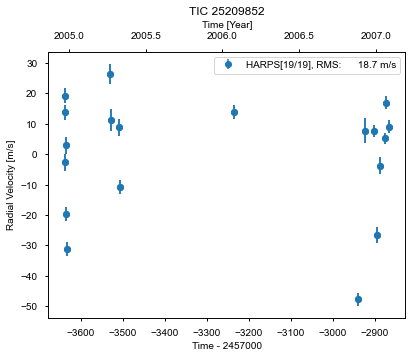 TIC 25209852
Time [Year]
2005.0 2005.5 2006.0 2006.5 2007.0
HARPS[19/19], RMS: 18.7 m/s
Radial Velocity [m/s]
30
20
10
0
−10
−20
−30
−40
−50
−3600 −3500 −3400 −3300 −3200 −3100 −3000 −2900
Time - 2457000